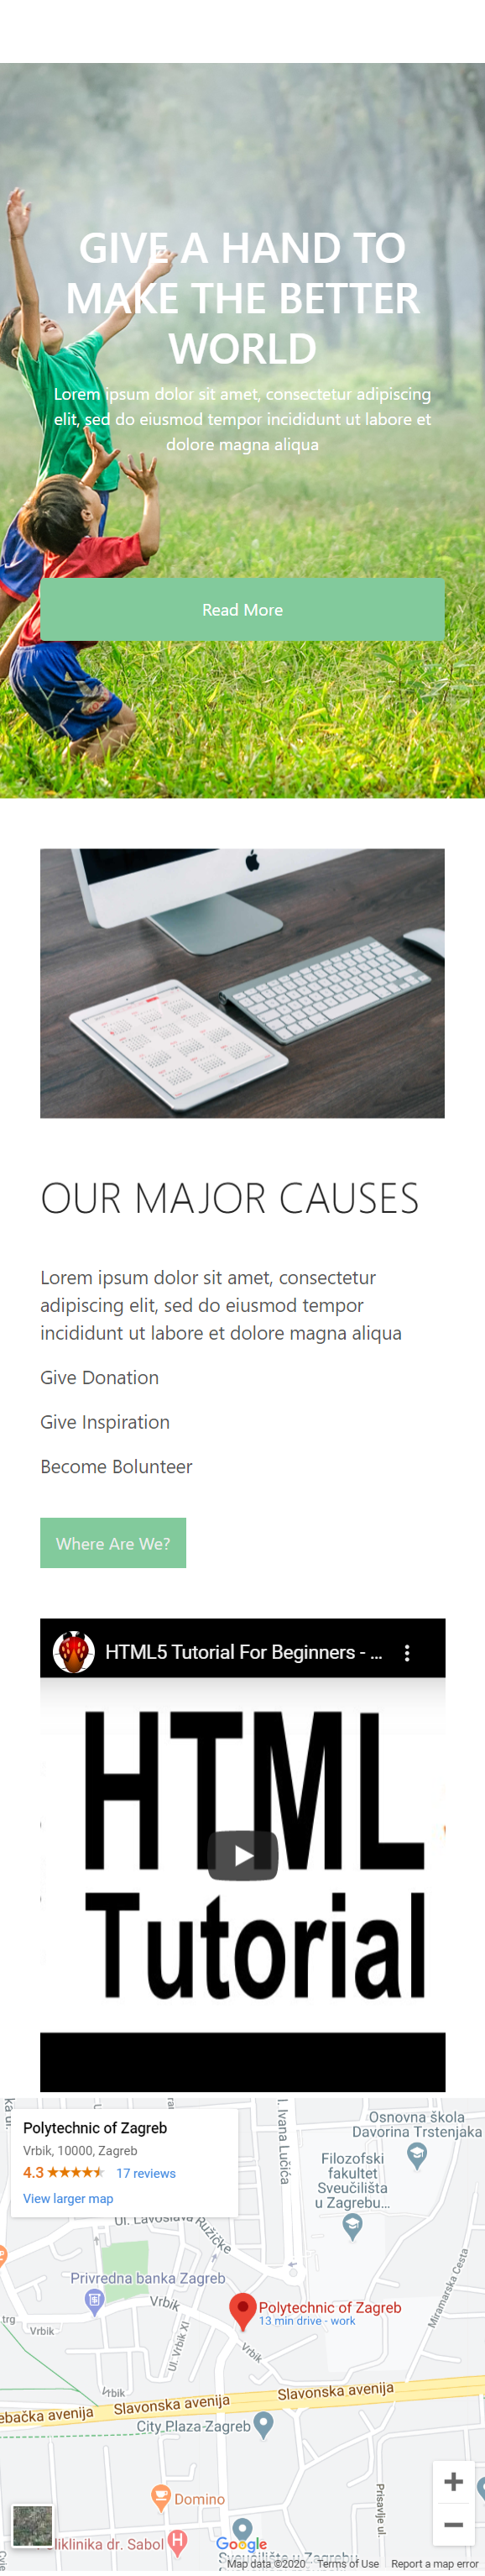 GIVE A HAND TO
MAKE THE BETTER
WORLD
Lorem ipsum dolor sit amet, consectetur adipiscing
elit, sed do eiusmod tempor incididunt ut labore et
dolore magna aliqua
Read More
OUR MAJOR CAUSES
Lorem ipsum dolor sit amet, consectetur
adipiscing elit, sed do eiusmod tempor
incididunt ut labore et dolore magna aliqua
Give Donation
Give Inspiration
Become Bolunteer
Where Are We?
HTML5 Tutorial For Beginners - ...
HTML
Tutorial
Polytechnic of Zagreb
Vrbik, 10000, Zagreb
4.3
17 reviews
View larger map
Osnovna škola
Davorina Trstenjaka
I. Ivana Lučića
Filozofski
fakultet
Sveučilišta
u Zagrebu...
Ul. Lavoslava Ružičke
Privredna banka Zagreb
Vrbik
trg
Vrbik
Ul. Vrbik XI
Polytechnic of Zagreb
13 min drive - work
Miramarska Cesta
Vrbik
Vrbik
Slavonska avenija
Slavonska avenija
City Plaza Zagreb
Domino
Prisavlje ul.
dr. Sabol
Google
Map data ©2020
Terms of Use
Report a map error